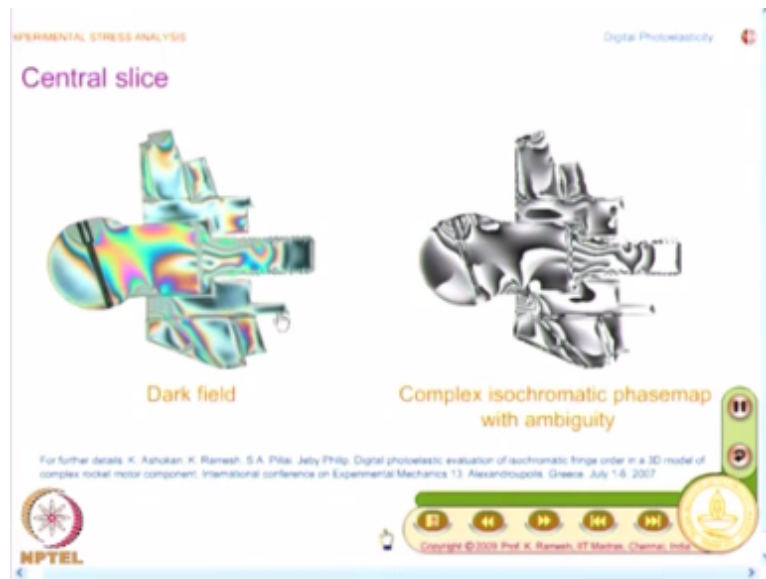 XPERIMENTAL STRESS ANALYSIS
Digital Photoelasticity
Central slice
Dark field
Complex isochromatic phasemap
with ambiguity
For further details: K. Ashokan, K. Ramesh, S.A. Pillai, Jeby Philip, Digital photoelastic evaluation of isochromatic fringe order in a 3D model of
complex rocket motor component, International conference on Experimental Mechanics 13, Alexandroupolis, Greece, July 1-6, 2007
NPTEL
Copyright © 2009 Prof. K. Ramesh, IIT Madras, Chennai, India